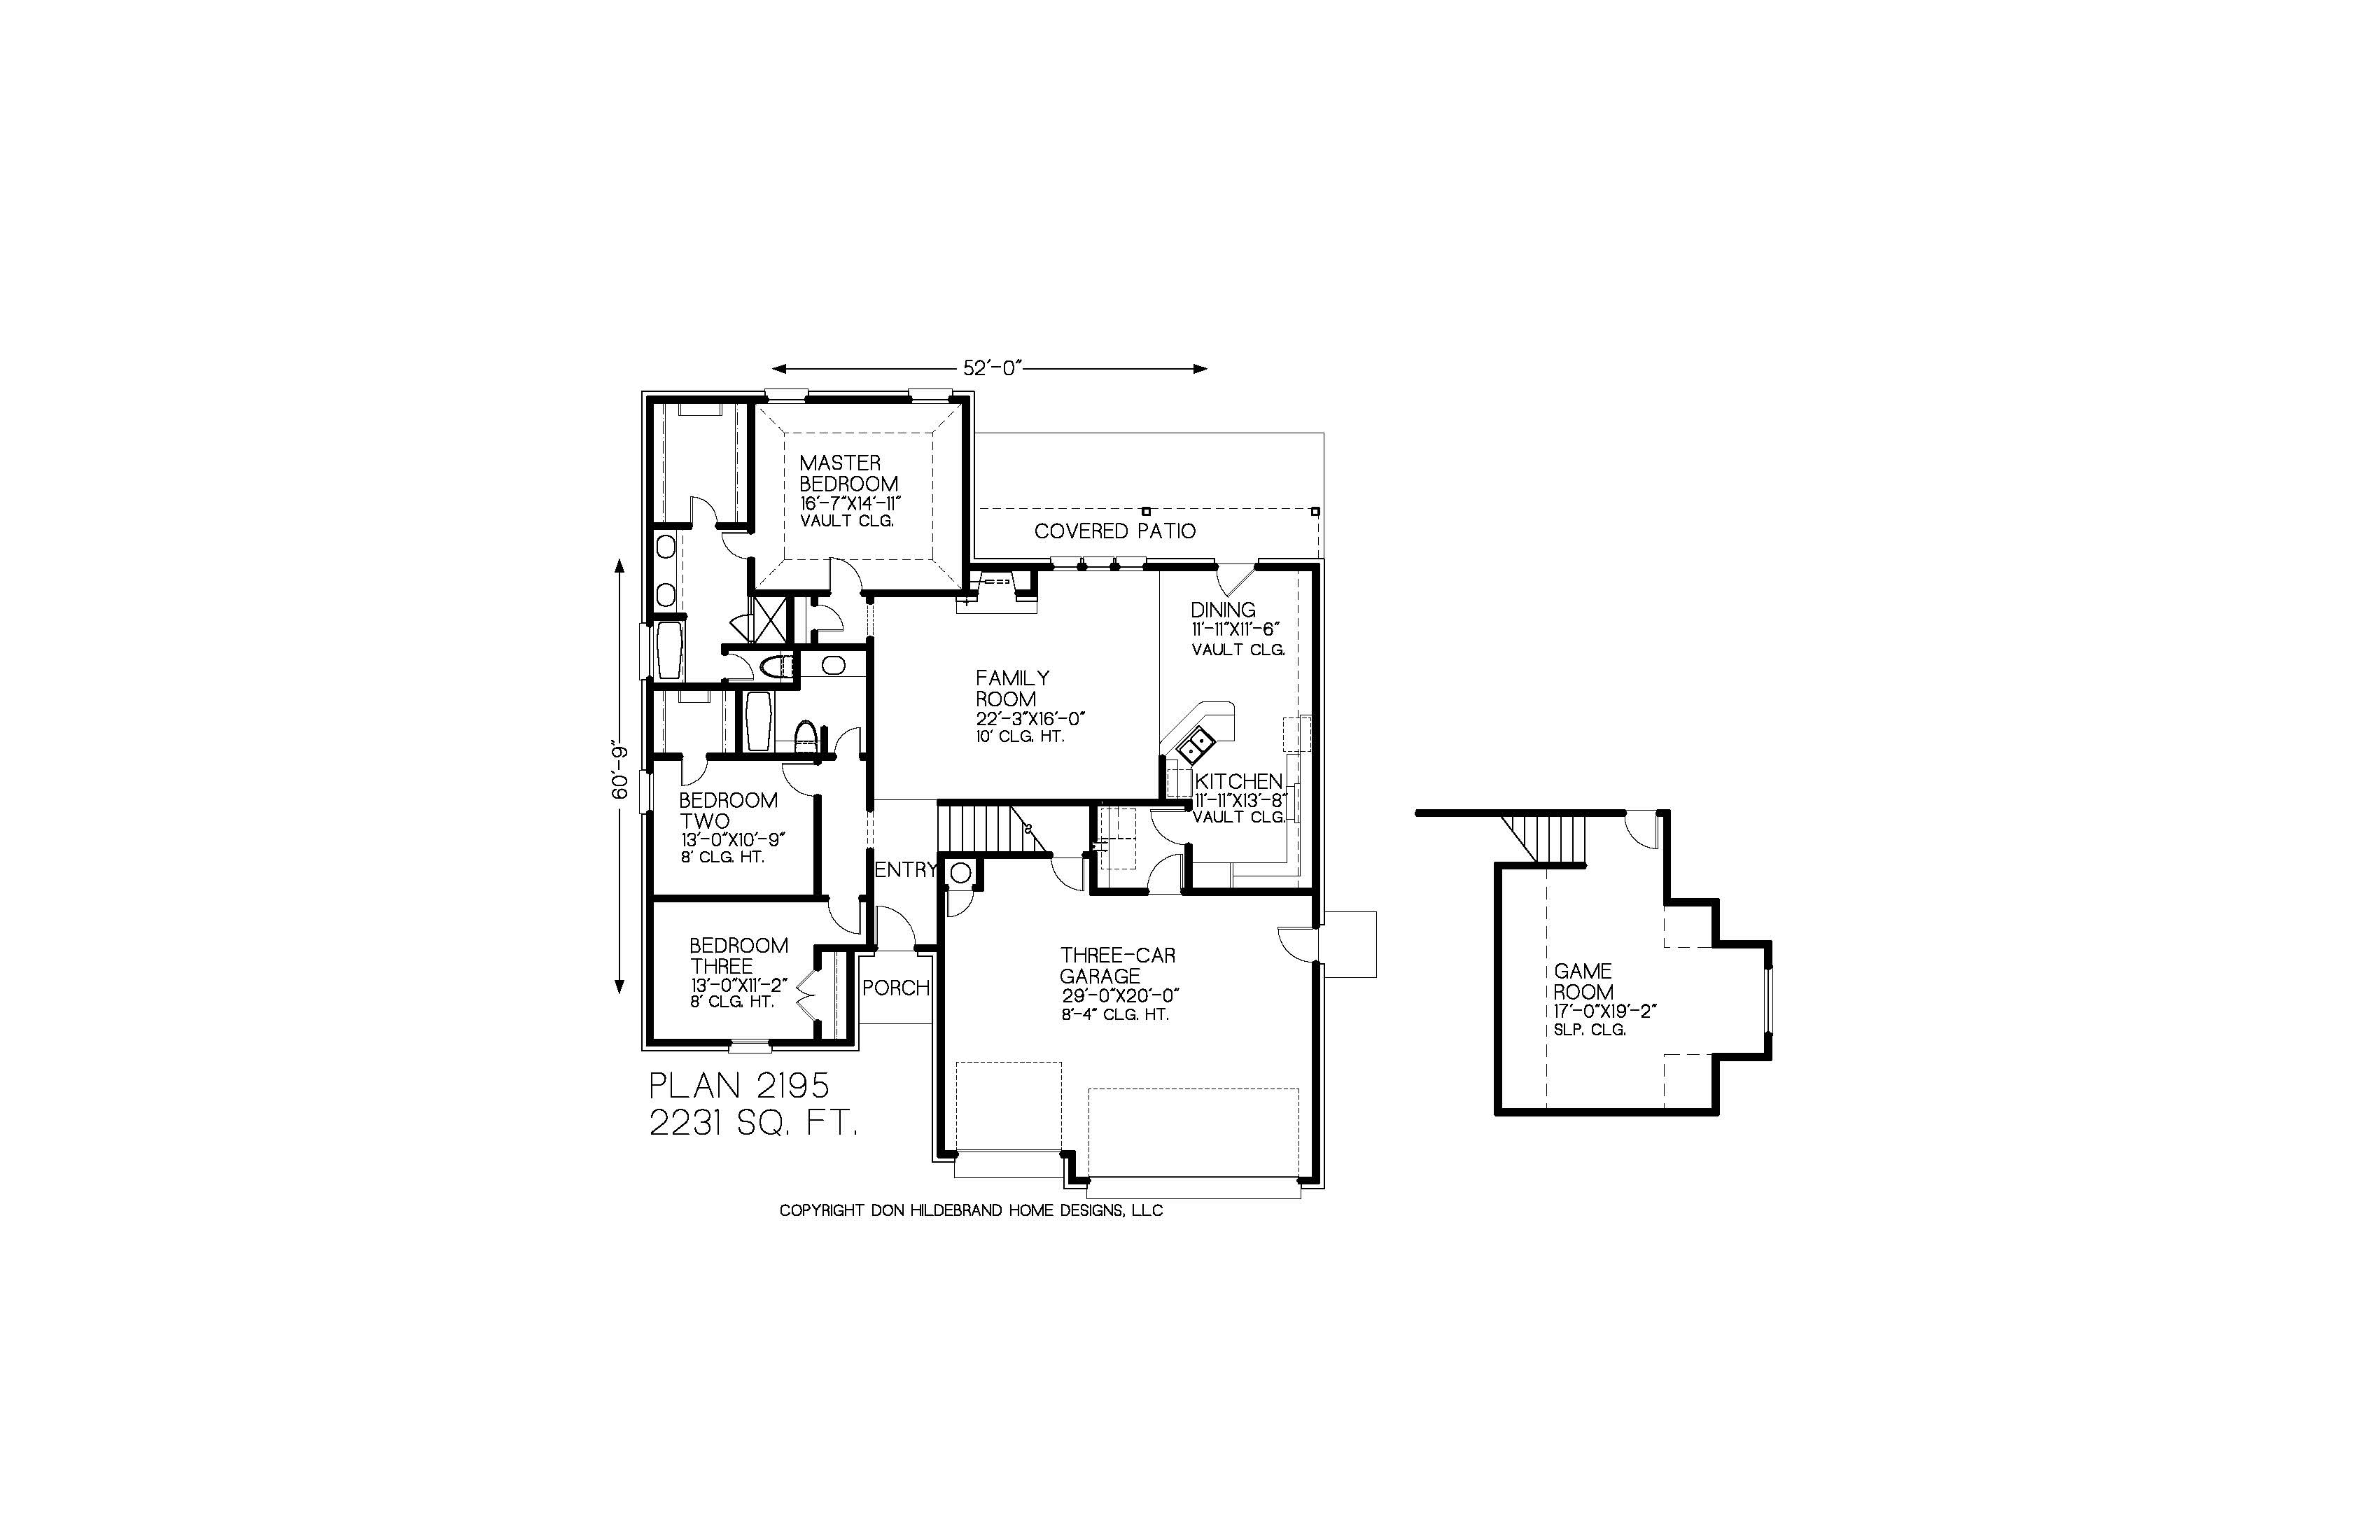 52'-0"
MASTER
BEDROOM
16'-7"X14'-11"
VAULT CLG.
COVERED PATIO
DINING
11'-11"X11'-6"
VAULT CLG.
FAMILY
ROOM
22'-3"X16'-0"
10' CLG. HT.
60'-9"
KITCHEN
11'-11"X13'-8"
VAULT CLG.
BEDROOM
TWO
13'-0"X10'-9"
8' CLG. HT.
ENTRY
BEDROOM
THREE
13'-0"X11'-2"
8' CLG. HT.
PORCH
THREE-CAR
GARAGE
29'-0"X20'-0"
8'-4" CLG. HT.
GAME
ROOM
17'-0"X19'-2"
SLP. CLG.
PLAN 2195
2231 SQ. FT.
COPYRIGHT DON HILDEBRAND HOME DESIGNS, LLC